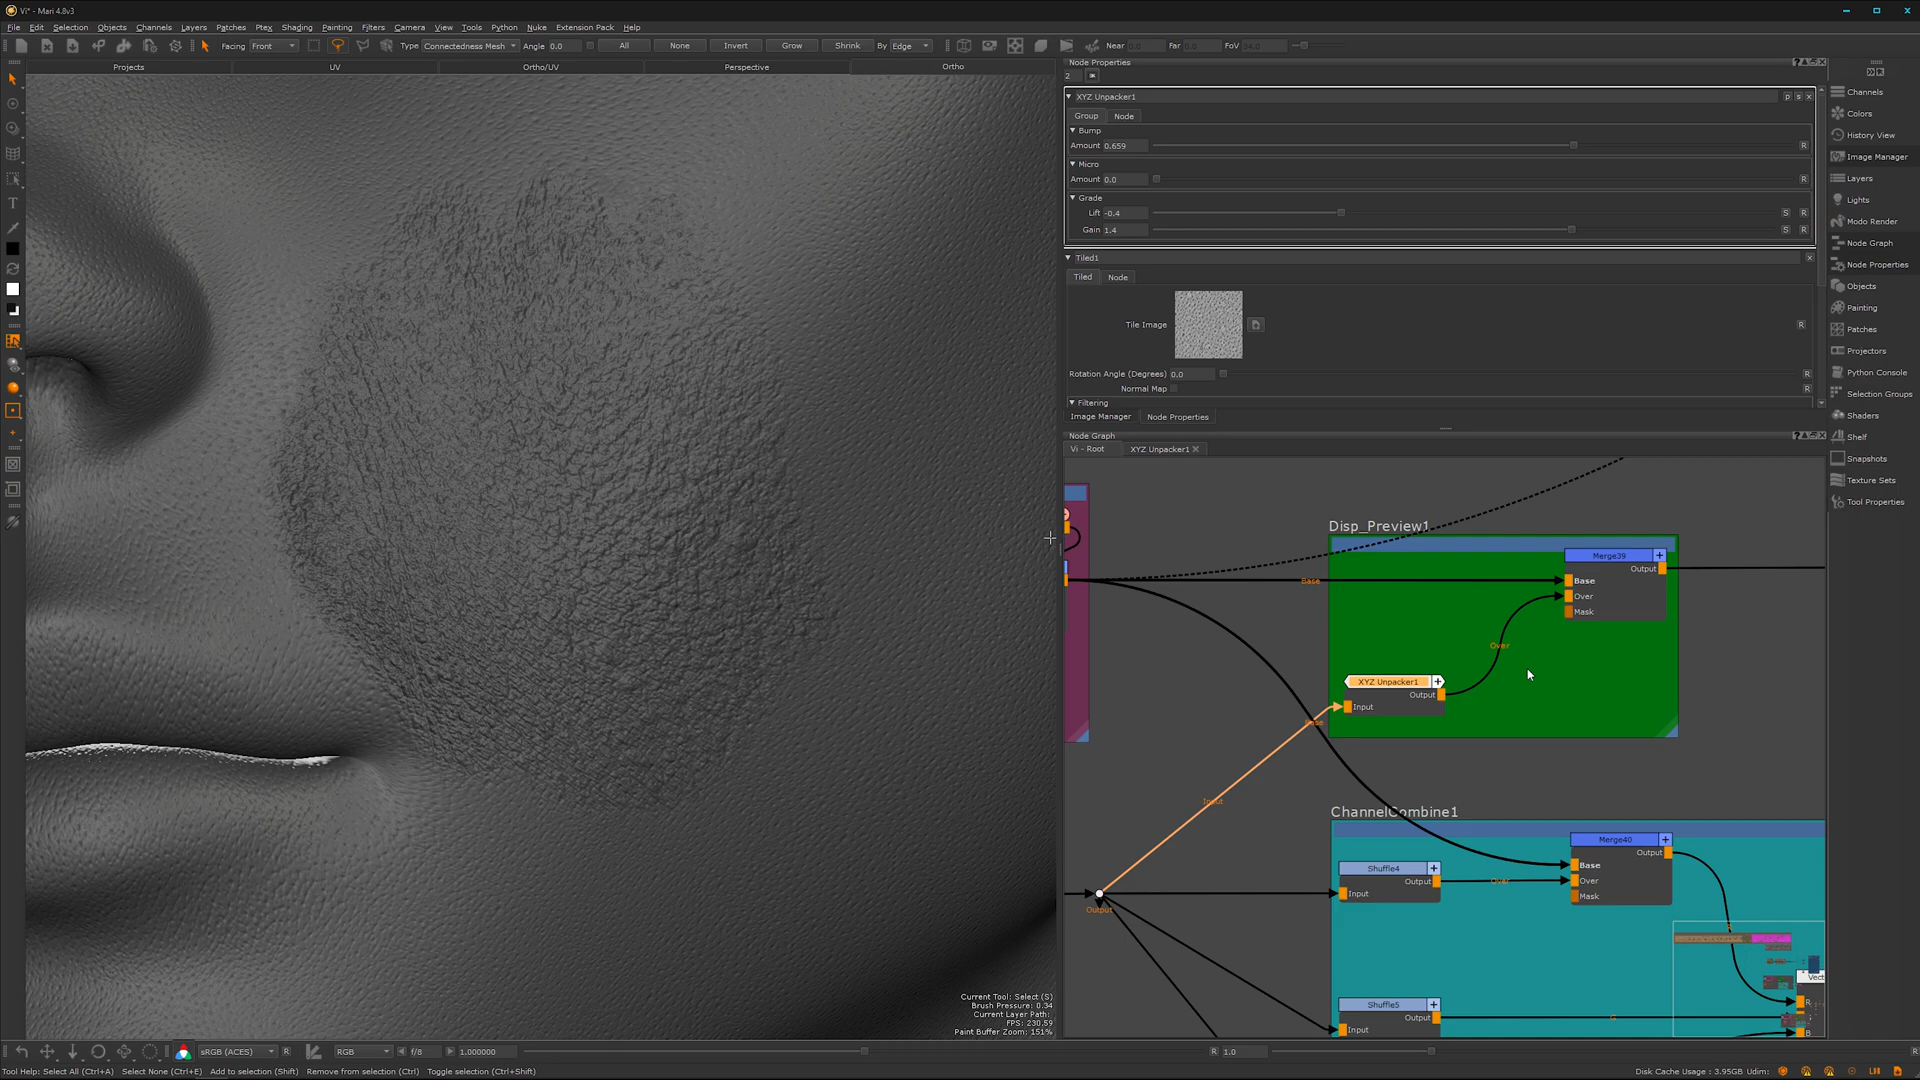 Vi* - Mari 4.8v3
File Edit Selection Objects Channels Layers Patches Ptex Shading Painting Filters Camera View Tools Python Nuke Extension Pack Help
Facing Front Type Connectedness Mesh Angle 0.0 All None Invert Grow Shrink By Edge Near 0.0 Far 0.0 FoV
Projects UV Ortho/UV Perspective Ortho
Node Properties
2
XYZ Unpacker1 p s
Group Node
Bump
Amount 0.659 R
Micro
Amount 0.0 R
Grade
Lift -0.4 S R
Gain 1.4 S R
Tiled1
Tiled Node
Tile Image R
Rotation Angle (Degrees) 0.0 R
Normal Map R
Filtering
Image Manager Node Properties
Node Graph
Vi - Root XYZ Unpacker1
Disp_Preview1
Merge39
Output
Base Base
Over
Mask
Over
XYZ Unpacker1
Output
Input
Base
Input
ChannelCombine1
Merge40
Output
Shuffle4 Base
Output Over Over
Input Mask
Output
Vect
Shuffle5 R
Output G
Input B
Channels
Colors
History View
Image Manager
Layers
Lights
Modo Render
Node Graph
Node Properties
Objects
Painting
Patches
Projectors
Python Console
Selection Groups
Shaders
Shelf
Snapshots
Texture Sets
Tool Properties
Current Tool: Select (S)
Brush Pressure: 0.34
Current Layer Path:
FPS: 230.59
Paint Buffer Zoom: 151%
sRGB (ACES) R RGB f/8 1.000000 R 1.0 R
Tool Help: Select All (Ctrl+A) Select None (Ctrl+E) Add to selection (Shift) Remove from selection (Ctrl) Toggle selection (Ctrl+Shift) Disk Cache Usage : 3.95GB Udim: